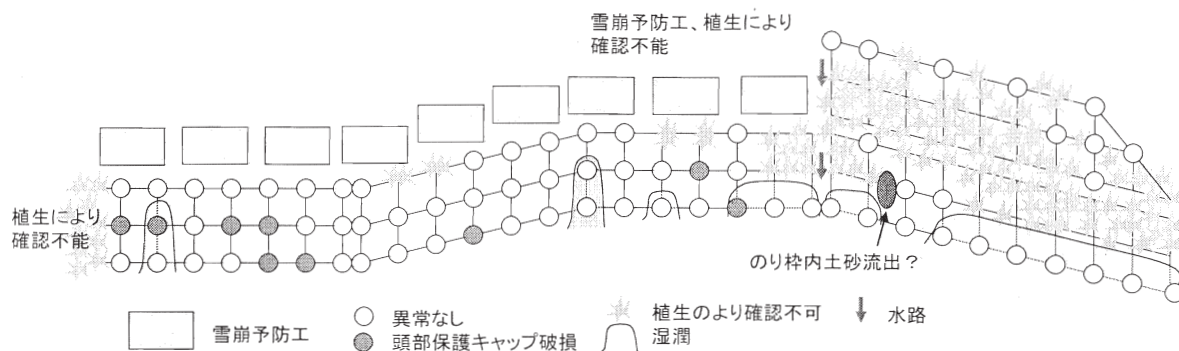 雪崩予防工、植生により
確認不能
植生により
確認不能
のり枠内土砂流出？
雪崩予防工
異常なし
頭部保護キャップ破損
植生のより確認不可
湿潤
水路